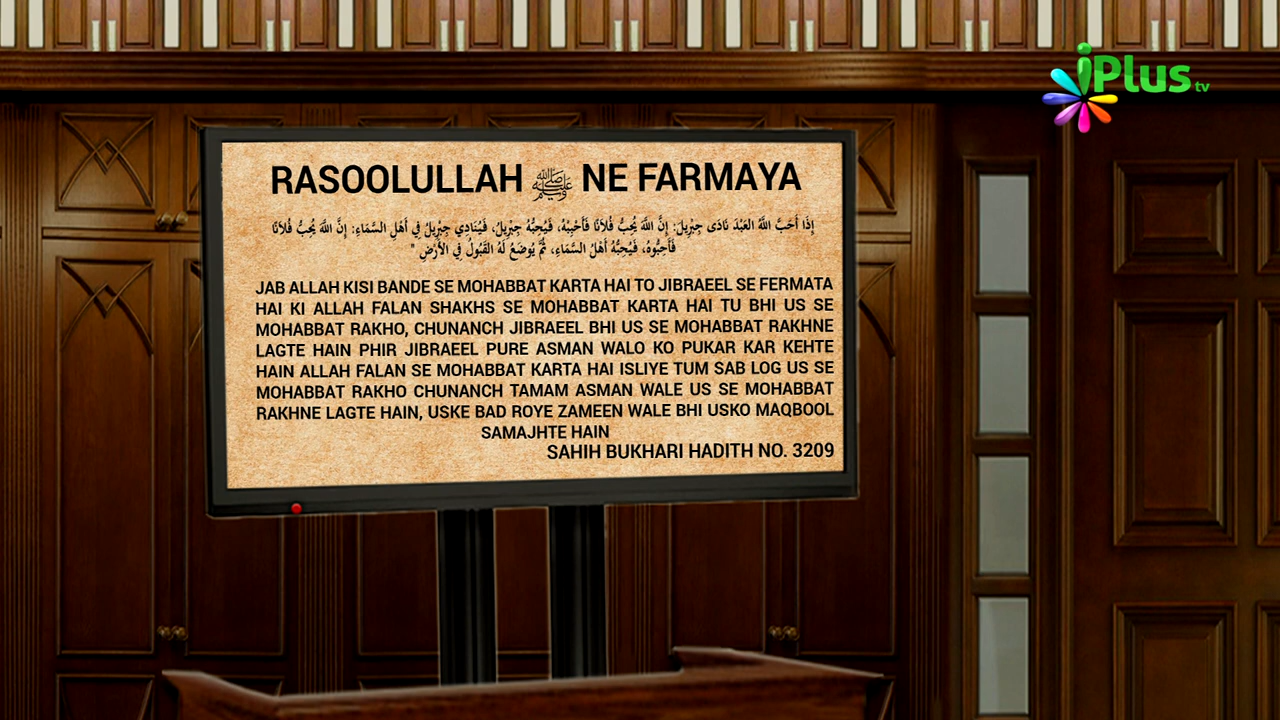 iPlus tv
RASOOLULLAH ﷺ NE FARMAYA
إِذَا أَحَبَّ اللَّهُ العَبْدَ نَادَى جِبْرِيلَ: إِنَّ اللَّهَ يُحِبُّ فُلاَنًا فَأَحْبِبْهُ، فَيُحِبُّهُ جِبْرِيلُ، فَيُنَادِي جِبْرِيلُ فِي أَهْلِ السَّمَاءِ: إِنَّ اللَّهَ يُحِبُّ فُلاَنًا
فَأَحِبُّوهُ، فَيُحِبُّهُ أَهْلُ السَّمَاءِ، ثُمَّ يُوضَعُ لَهُ القَبُولُ فِي الأَرْضِ "
JAB ALLAH KISI BANDE SE MOHABBAT KARTA HAI TO JIBRAEEL SE FERMATA
HAI KI ALLAH FALAN SHAKHS SE MOHABBAT KARTA HAI TU BHI US SE
MOHABBAT RAKHO, CHUNANCH JIBRAEEL BHI US SE MOHABBAT RAKHNE
LAGTE HAIN PHIR JIBRAEEL PURE ASMAN WALO KO PUKAR KAR KEHTE
HAIN ALLAH FALAN SE MOHABBAT KARTA HAI ISLIYE TUM SAB LOG US SE
MOHABBAT RAKHO CHUNANCH TAMAM ASMAN WALE US SE MOHABBAT
RAKHNE LAGTE HAIN, USKE BAD ROYE ZAMEEN WALE BHI USKO MAQBOOL
SAMAJHTE HAIN
SAHIH BUKHARI HADITH NO. 3209